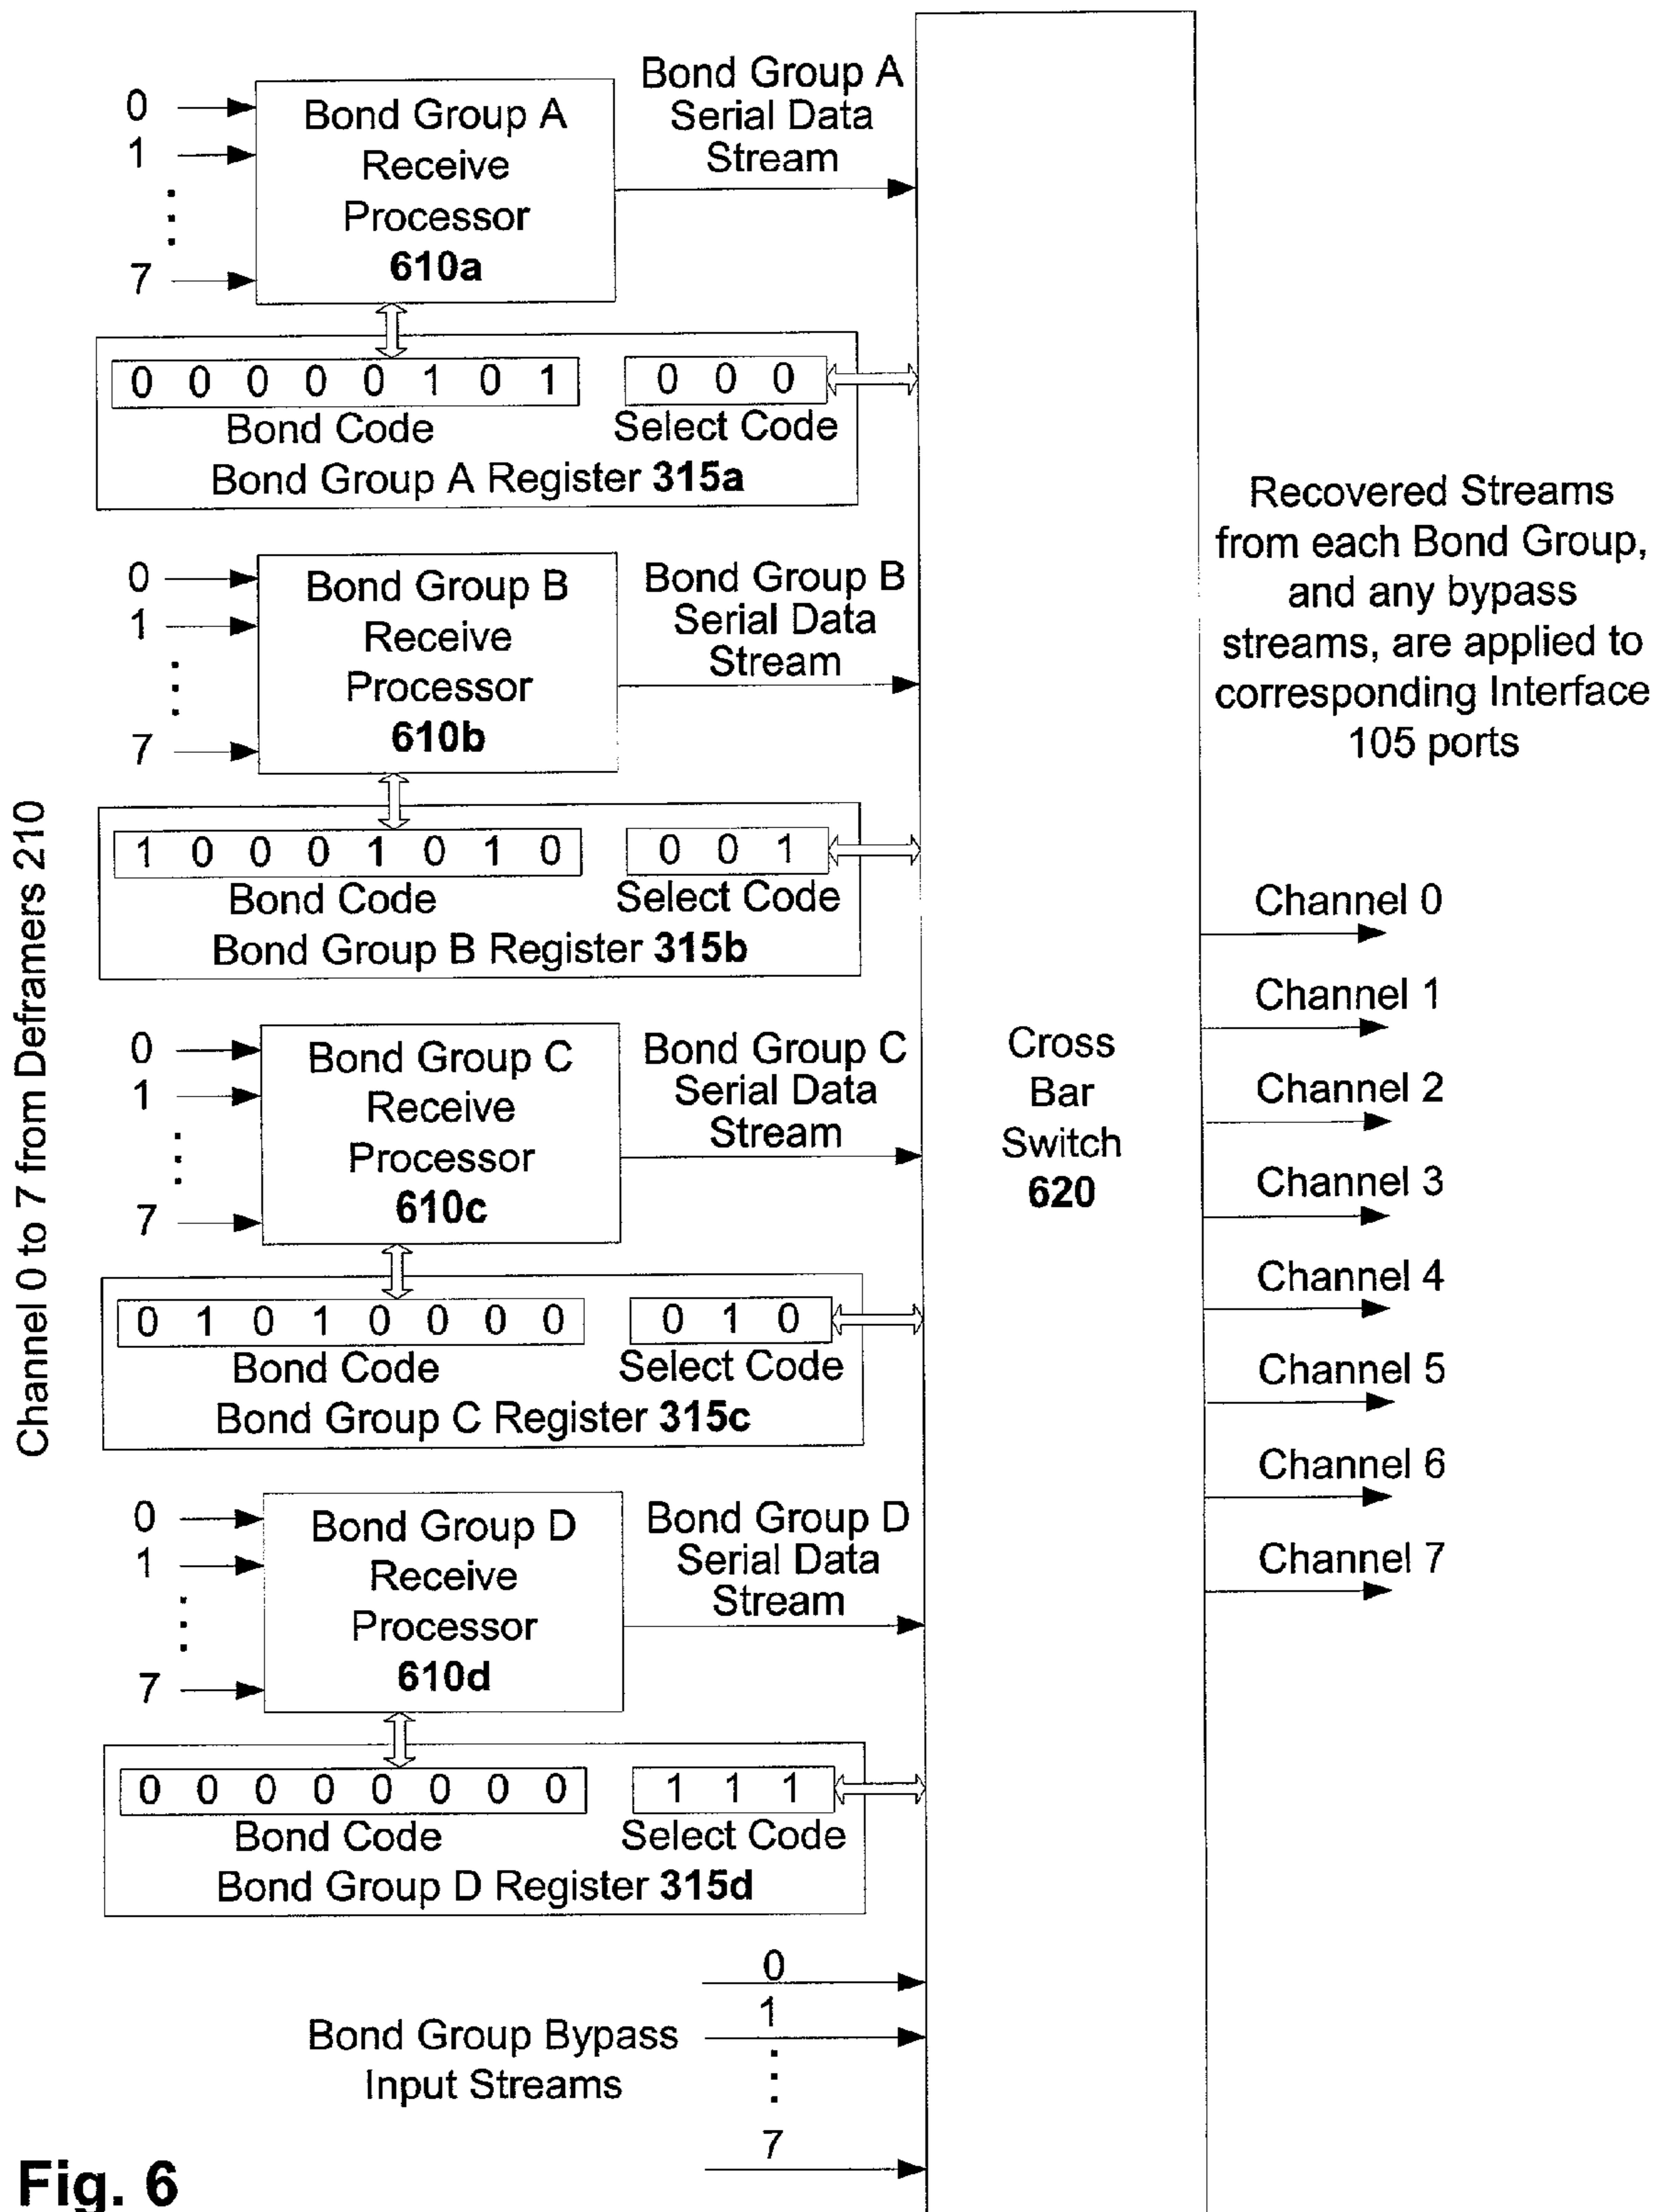 Channel 0 to 7 from Deframers 210
0
1
7
Bond Group A
Receive
Processor
610a
Bond Group A
Serial Data
Stream
0 0 0 0 0 1 0 1
0 0 0
Bond Code
Select Code
Bond Group A Register 315a
0
1
7
Bond Group B
Receive
Processor
610b
Bond Group B
Serial Data
Stream
1 0 0 0 1 0 1 0
0 0 1
Bond Code
Select Code
Bond Group B Register 315b
0
1
7
Bond Group C
Receive
Processor
610c
Bond Group C
Serial Data
Stream
0 1 0 1 0 0 0 0
0 1 0
Bond Code
Select Code
Bond Group C Register 315c
0
1
7
Bond Group D
Receive
Processor
610d
Bond Group D
Serial Data
Stream
0 0 0 0 0 0 0 0
1 1 1
Bond Code
Select Code
Bond Group D Register 315d
Bond Group Bypass
Input Streams
0
1
7
Cross
Bar
Switch
620
Recovered Streams
from each Bond Group,
and any bypass
streams, are applied to
corresponding Interface
105 ports
Channel 0
Channel 1
Channel 2
Channel 3
Channel 4
Channel 5
Channel 6
Channel 7
Fig. 6